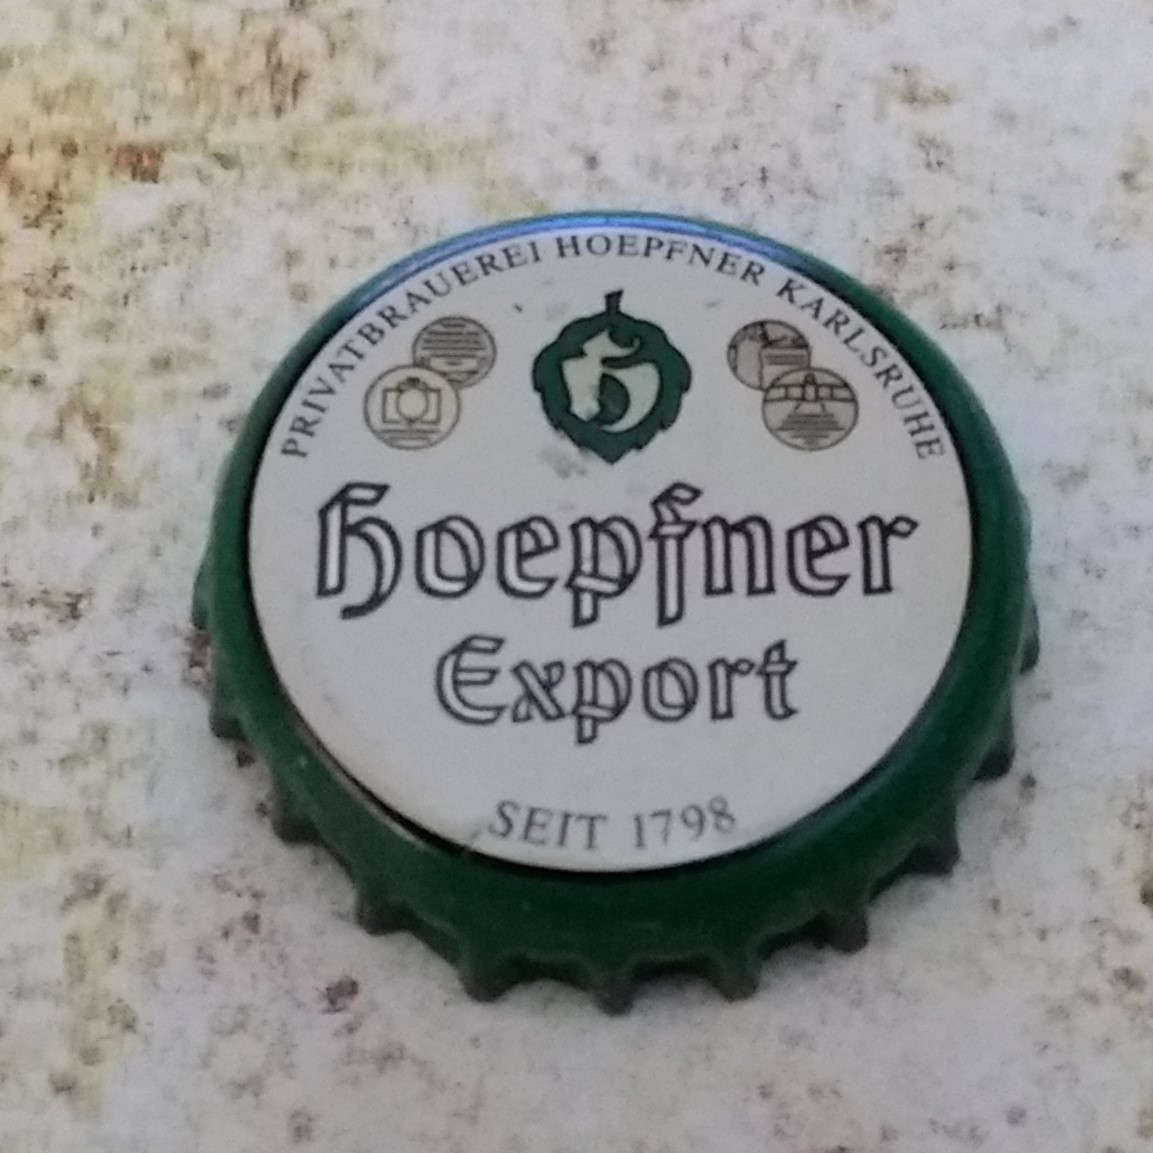 PRIVATBRAUEREI HOEPFNER KARLSRUHE
Hoepfner
Export
SEIT 1798